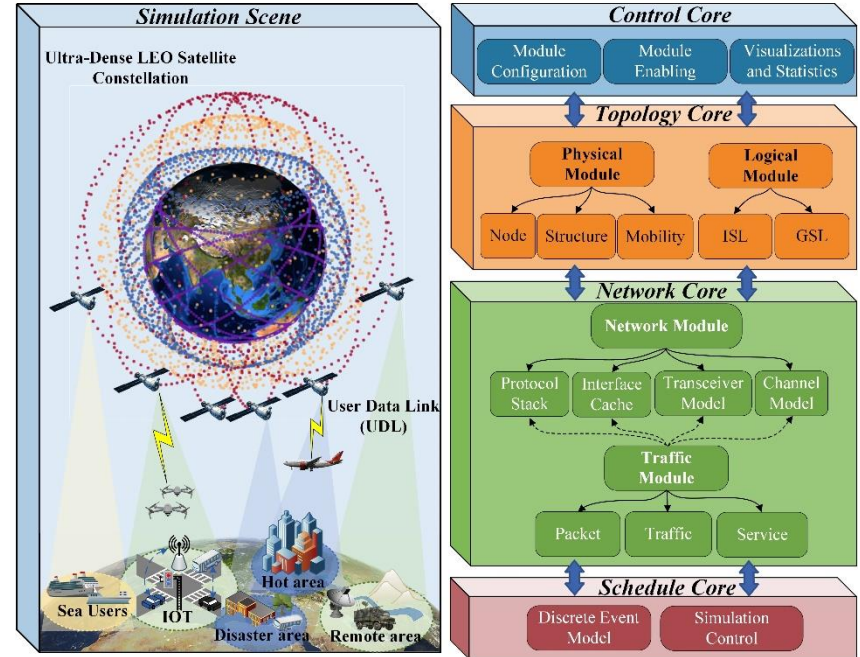 Simulation Scene
Ultra-Dense LEO Satellite
Constellation
User Data Link
(UDL)
Sea Users
IOT
Hot area
Disaster area
Remote area
Control Core
Module
Configuration
Module
Enabling
Visualizations
and Statistics
Topology Core
Physical
Module
Logical
Module
Node
Structure
Mobility
ISL
GSL
Network Core
Network Module
Protocol
Stack
Interface
Cache
Transceiver
Model
Channel
Model
Traffic
Module
Packet
Traffic
Service
Schedule Core
Discrete Event
Model
Simulation
Control